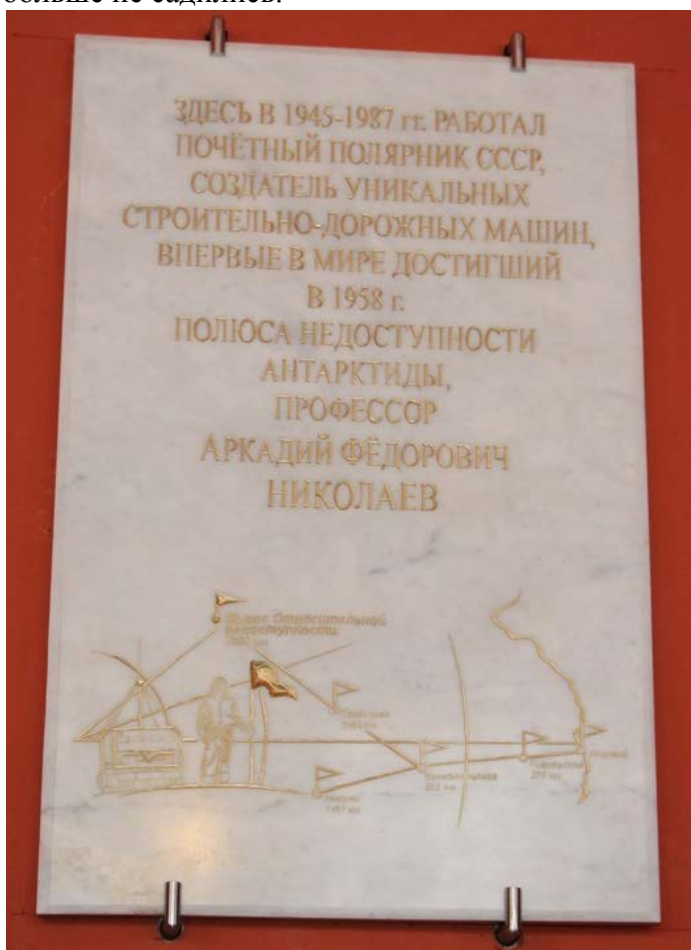 больше не садились.
ЗДЕСЬ В 1945-1987 гг. РАБОТАЛ
ПОЧЁТНЫЙ ПОЛЯРНИК СССР,
СОЗДАТЕЛЬ УНИКАЛЬНЫХ
СТРОИТЕЛЬНО-ДОРОЖНЫХ МАШИН,
ВПЕРВЫЕ В МИРЕ ДОСТИГШИЙ
В 1958 г.
ПОЛЮСА НЕДОСТУПНОСТИ
АНТАРКТИДЫ,
ПРОФЕССОР
АРКАДИЙ ФЁДОРОВИЧ
НИКОЛАЕВ
Полюс Относительной
Недоступности